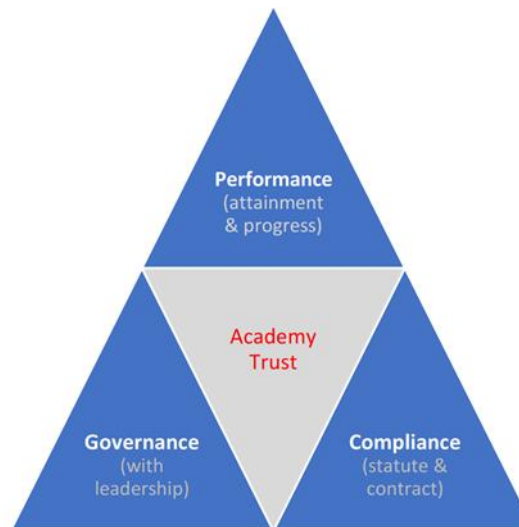 Performance
(attainment
& progress)
Academy
Trust
Governance
(with
leadership)
Compliance
(statute &
contract)